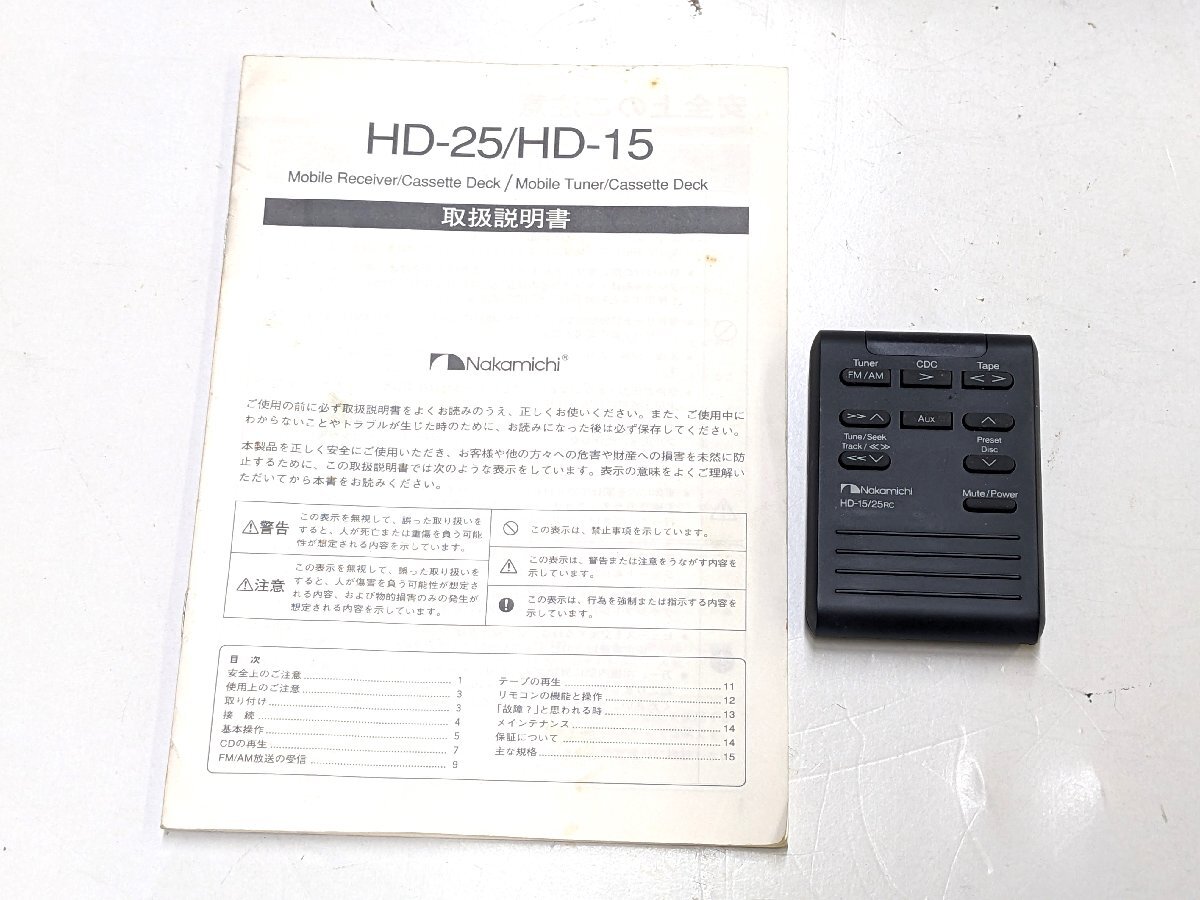 HD-25/HD-15
Mobile Receiver/Cassette Deck / Mobile Tuner/Cassette Deck
取扱説明書
Nakamichi®
ご使用の前に必ず取扱説明書をよくお読みのうえ、正しくお使いください。また、ご使用中に
わからないことやトラブルが生じた時のために、お読みになった後は必ず保存してください。
本製品を正しく安全にご使用いただき、お客様や他の方々への危害や財産への損害を未然に防
止するために、この取扱説明書では次のような表示をしています。表示の意味をよくご理解い
ただいてから本書をお読みください。
警告
この表示を無視して、誤った取り扱いを
すると、人が死亡または重傷を負う可能
性が想定される内容を示しています。
注意
この表示を無視して、誤った取り扱いを
すると、人が傷害を負う可能性が想定さ
れる内容、および物的損害のみの発生が
想定される内容を示しています。
この表示は、禁止事項を示しています。
この表示は、警告または注意をうながす内容を
示しています。
この表示は、行為を強制または指示する内容を
示しています。
目 次
安全上のご注意 1
使用上のご注意 3
取り付け 3
接 続 4
基本操作 5
CDの再生 7
FM/AM放送の受信 9
テープの再生 11
リモコンの機能と操作 12
「故障?」と思われる時 13
メインテナンス 14
保証について 14
主な規格 15
Tuner CDC Tape
FM/AM > < >
>> ∧ Aux ∧
Tune/Seek
Track/≪≫
Preset
Disc
<< ∨ ∨
Nakamichi
HD-15/25RC
Mute/Power